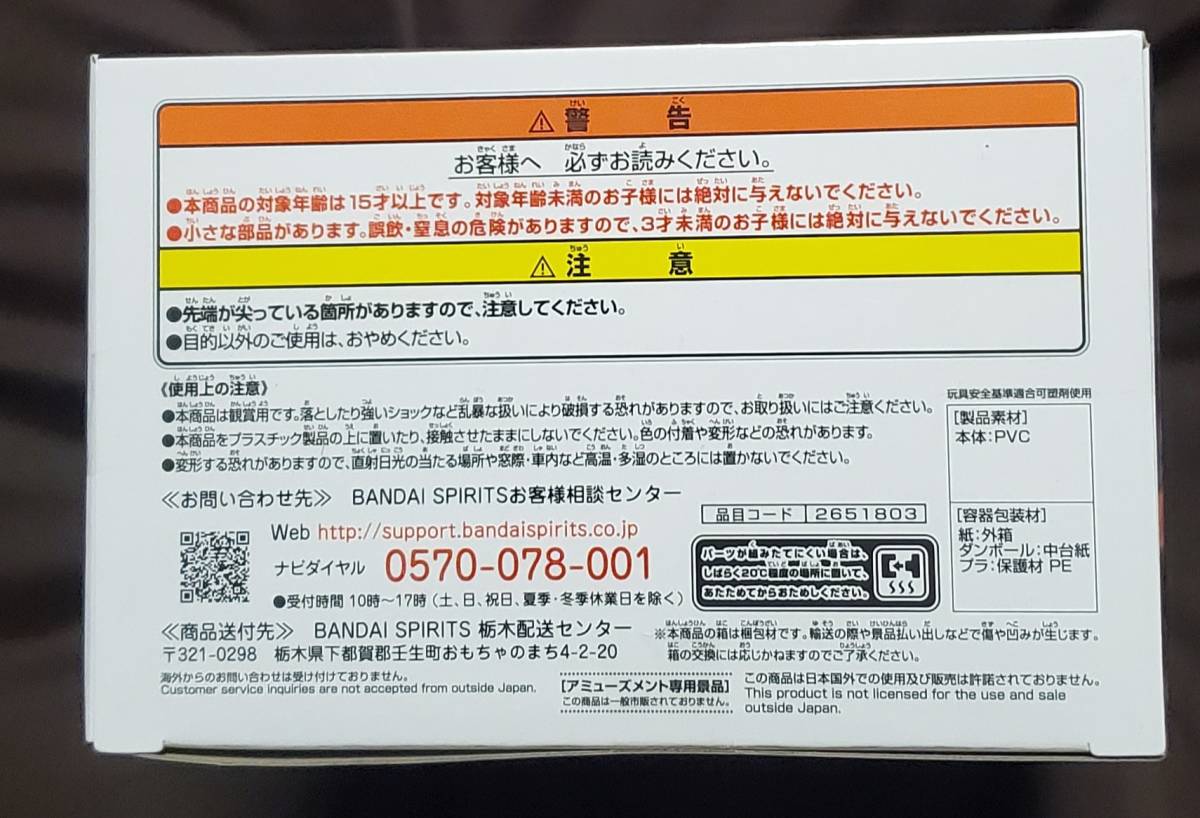 ⚠警告
お客様へ 必ずお読みください。
●本商品の対象年齢は15才以上です。対象年齢未満のお子様には絶対に与えないでください。
●小さな部品があります。誤飲・窒息の危険がありますので、3才未満のお子様には絶対に与えないでください。
⚠注意
●先端が尖っている箇所がありますので、注意してください。
●目的以外のご使用は、おやめください。
《使用上の注意》
●本商品は観賞用です。落としたり強いショックなど乱暴な扱いにより破損する恐れがありますので、お取り扱いにはご注意ください。
●本商品をプラスチック製品の上に置いたり、接触させたままにしないでください。色の付着や変形などの恐れがあります。
●変形する恐れがありますので、直射日光の当たる場所や窓際・車内など高温・多湿のところには置かないでください。
玩具安全基準適合可塑剤使用
[製品素材]
本体:PVC
[容器包装材]
紙:外箱
ダンボール:中台紙
プラ:保護材 PE
≪お問い合わせ先≫ BANDAI SPIRITSお客様相談センター
Web http://support.bandaispirits.co.jp
ナビダイヤル 0570-078-001
●受付時間 10時〜17時(土、日、祝日、夏季・冬季休業日を除く)
品目コード 2651803
パーツが組みたてにくい場合は、
しばらく20℃程度の場所に置いて、
あたためてからおためしください。
≪商品送付先≫ BANDAI SPIRITS 栃木配送センター
〒321-0298 栃木県下都賀郡壬生町おもちゃのまち4-2-20
※本商品の箱は梱包材です。輸送の際や景品払い出しなどで傷や凹みが生じます。
箱の交換には応じかねますのでご了承ください。
海外からのお問い合わせは受け付けておりません。
Customer service inquiries are not accepted from outside Japan.
[アミューズメント専用景品]
この商品は一般市販されておりません。
この商品は日本国外での使用及び販売は許諾されておりません。
This product is not licensed for the use and sale
outside Japan.